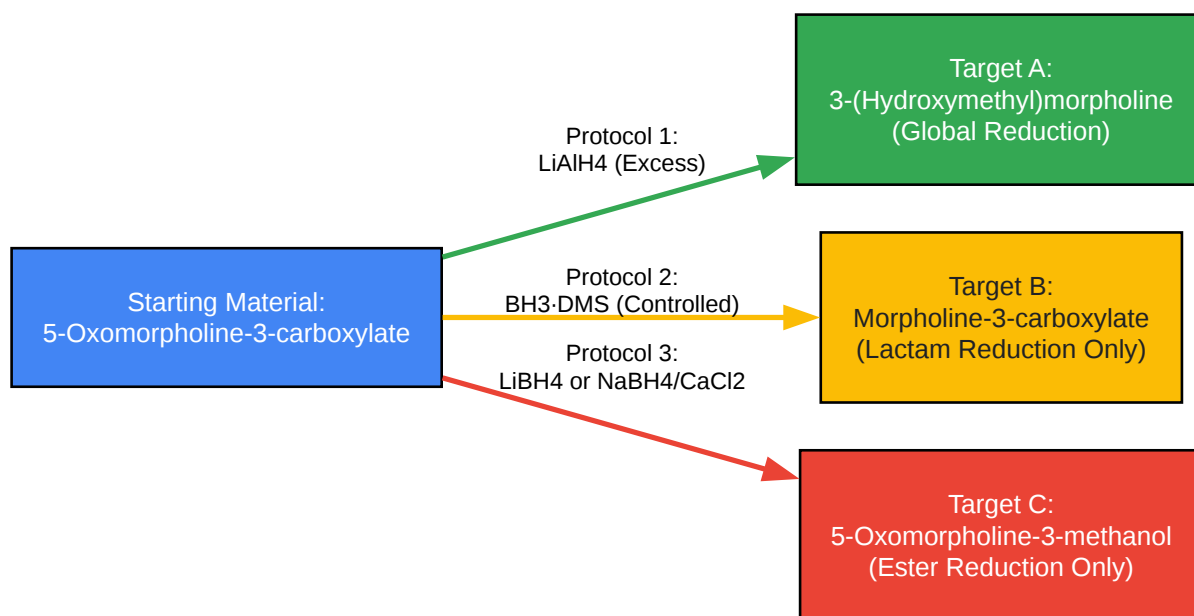 Starting Material:
5-Oxomorpholine-3-carboxylate
Protocol 1:
LiAlH4 (Excess)
Target A:
3-(Hydroxymethyl)morpholine
(Global Reduction)
Protocol 2:
BH3·DMS (Controlled)
Target B:
Morpholine-3-carboxylate
(Lactam Reduction Only)
Protocol 3:
LiBH4 or NaBH4/CaCl2
Target C:
5-Oxomorpholine-3-methanol
(Ester Reduction Only)